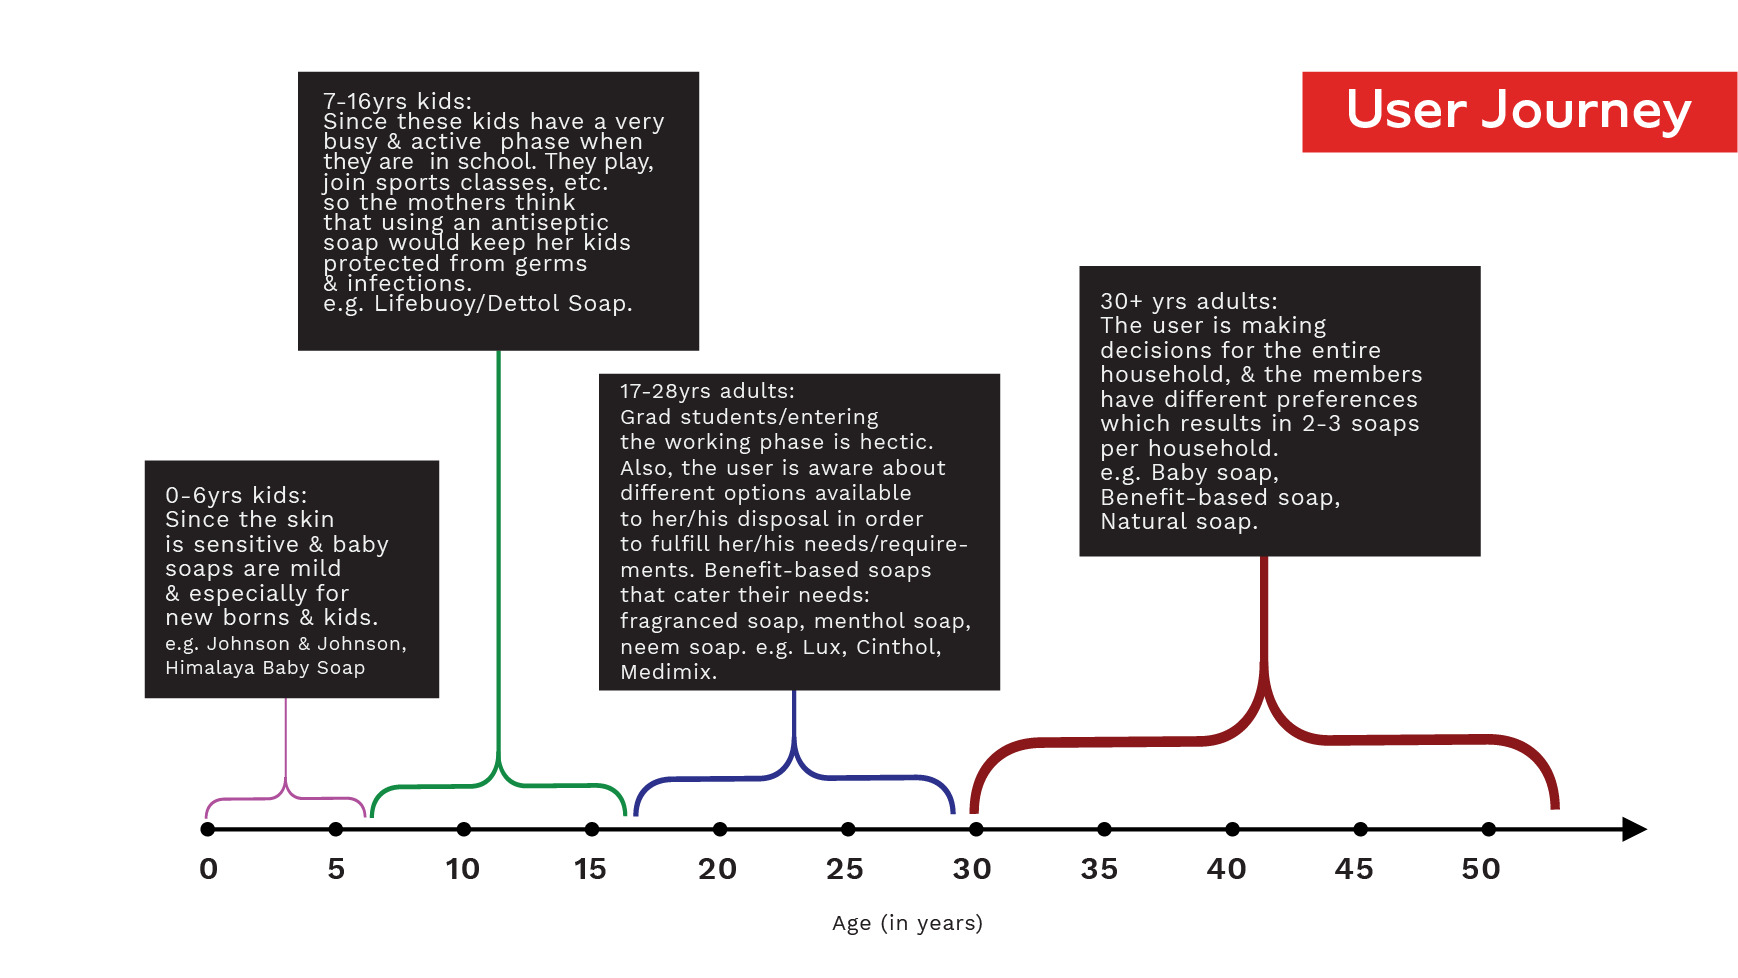 User Journey
7-16yrs kids:
Since these kids have a very
busy & active  phase when
they are  in school. They play,
join sports classes, etc.
so the mothers think
that using an antiseptic
soap would keep her kids
protected from germs
& infections.
e.g. Lifebuoy/Dettol Soap.
30+ yrs adults:
The user is making
decisions for the entire
household, & the members
have different preferences
which results in 2-3 soaps
per household.
e.g. Baby soap,
Benefit-based soap,
Natural soap.
17-28yrs adults:
Grad students/entering
the working phase is hectic.
Also, the user is aware about
different options available
to her/his disposal in order
to fulfill her/his needs/require-
ments. Benefit-based soaps
that cater their needs:
fragranced soap, menthol soap,
neem soap. e.g. Lux, Cinthol,
Medimix.
0-6yrs kids:
Since the skin
is sensitive & baby
soaps are mild
& especially for
new borns & kids.
e.g. Johnson & Johnson,
Himalaya Baby Soap
0 5 10 15 20 25 30 35 40 45 50
Age (in years)